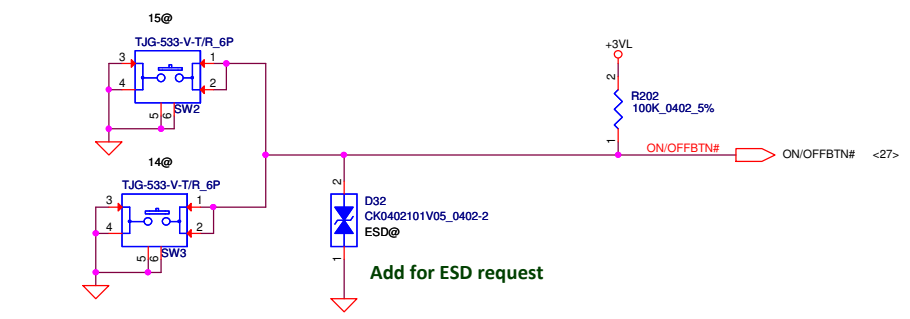 15@
TJG-533-V-T/R_6P
3
1
4
2
5
6
SW2
14@
TJG-533-V-T/R_6P
3
1
4
2
5
6
SW3
+3VL
2
R202
100K_0402_5%
1
ON/OFFBTN#
ON/OFFBTN# <27>
2
D32
CK0402101V05_0402-2
ESD@
1
Add for ESD request